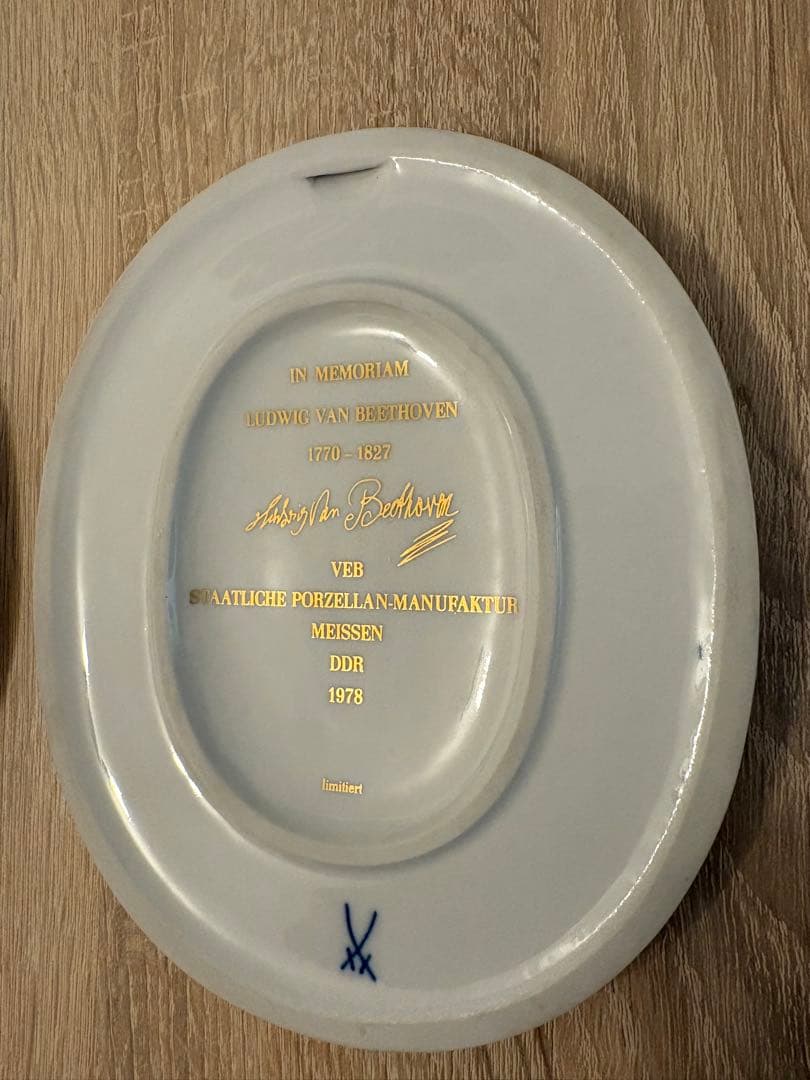 IN MEMORIAM
LUDWIG VAN BEETHOVEN
1770 – 1827
Ludwig Van Beethoven
VEB
STAATLICHE PORZELLAN-MANUFAKTUR
MEISSEN
DDR
1978
limitiert